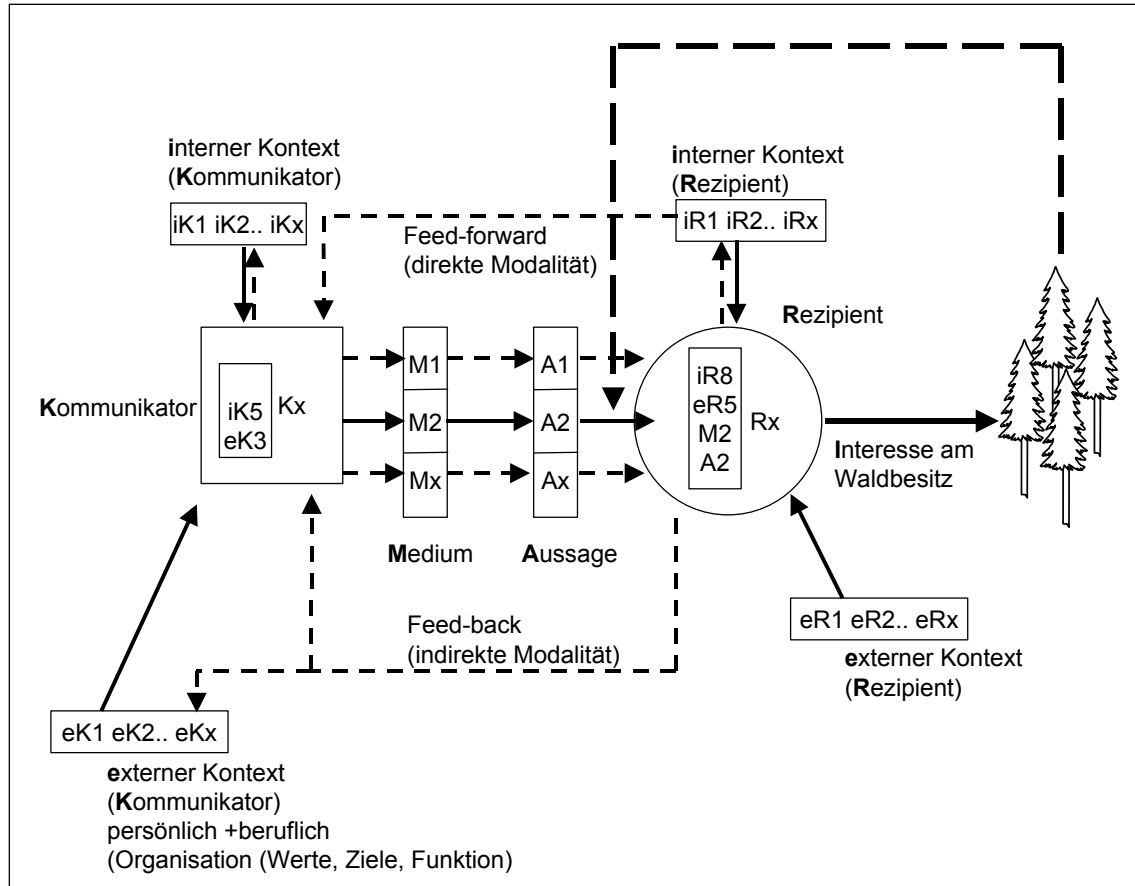 interner Kontext
(Kommunikator)
iK1 iK2.. iKx
interner Kontext
(Rezipient)
iR1 iR2.. iRx
Feed-forward
(direkte Modalität)
Rezipient
Kommunikator
iK5
eK3
Kx
M1
M2
Mx
A1
A2
Ax
iR8
eR5
M2
A2
Rx
Interesse am
Waldbesitz
Medium
Aussage
Feed-back
(indirekte Modalität)
eR1 eR2.. eRx
externer Kontext
(Rezipient)
eK1 eK2.. eKx
externer Kontext
(Kommunikator)
persönlich +beruflich
(Organisation (Werte, Ziele, Funktion)